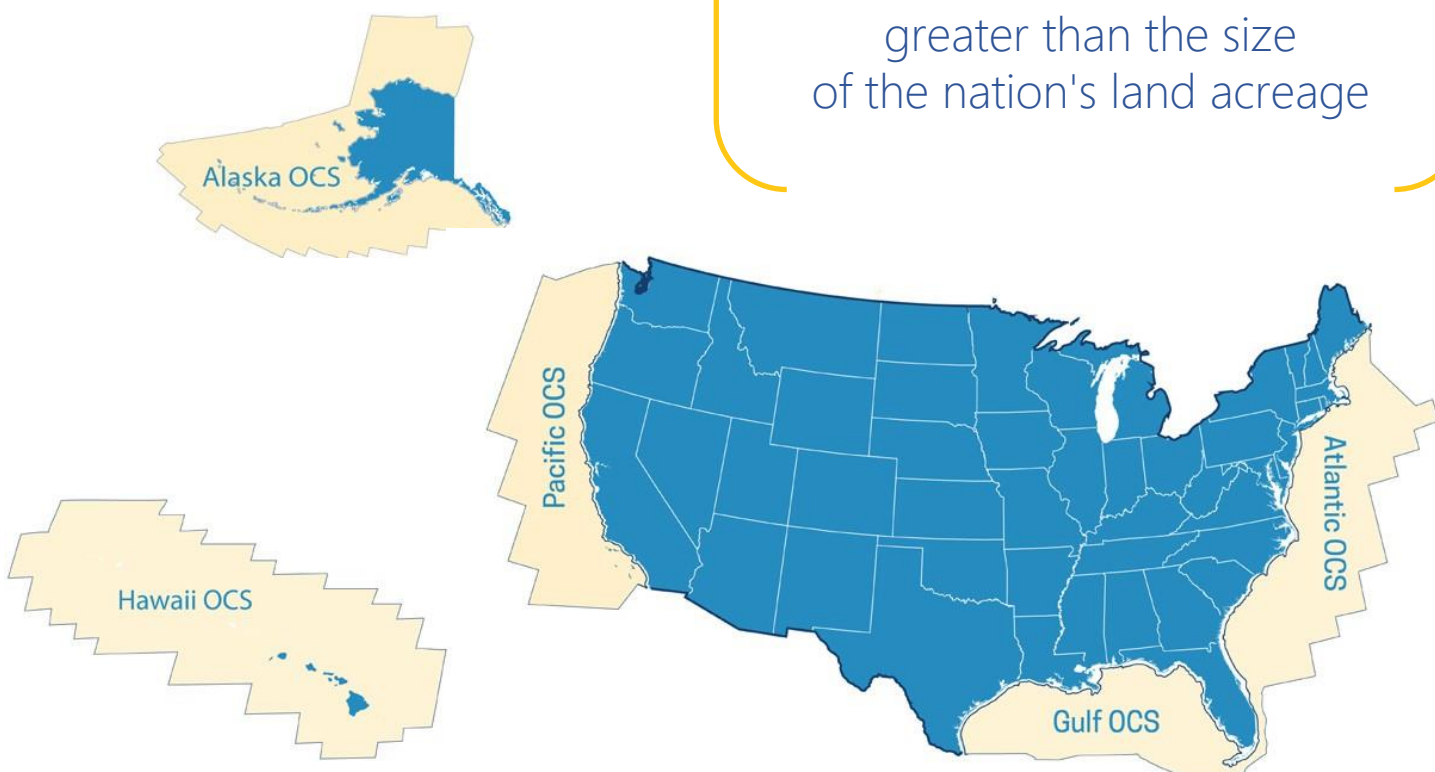 greater than the size
of the nation's land acreage
Alaska OCS
Pacific OCS
Atlantic OCS
Hawaii OCS
Gulf OCS